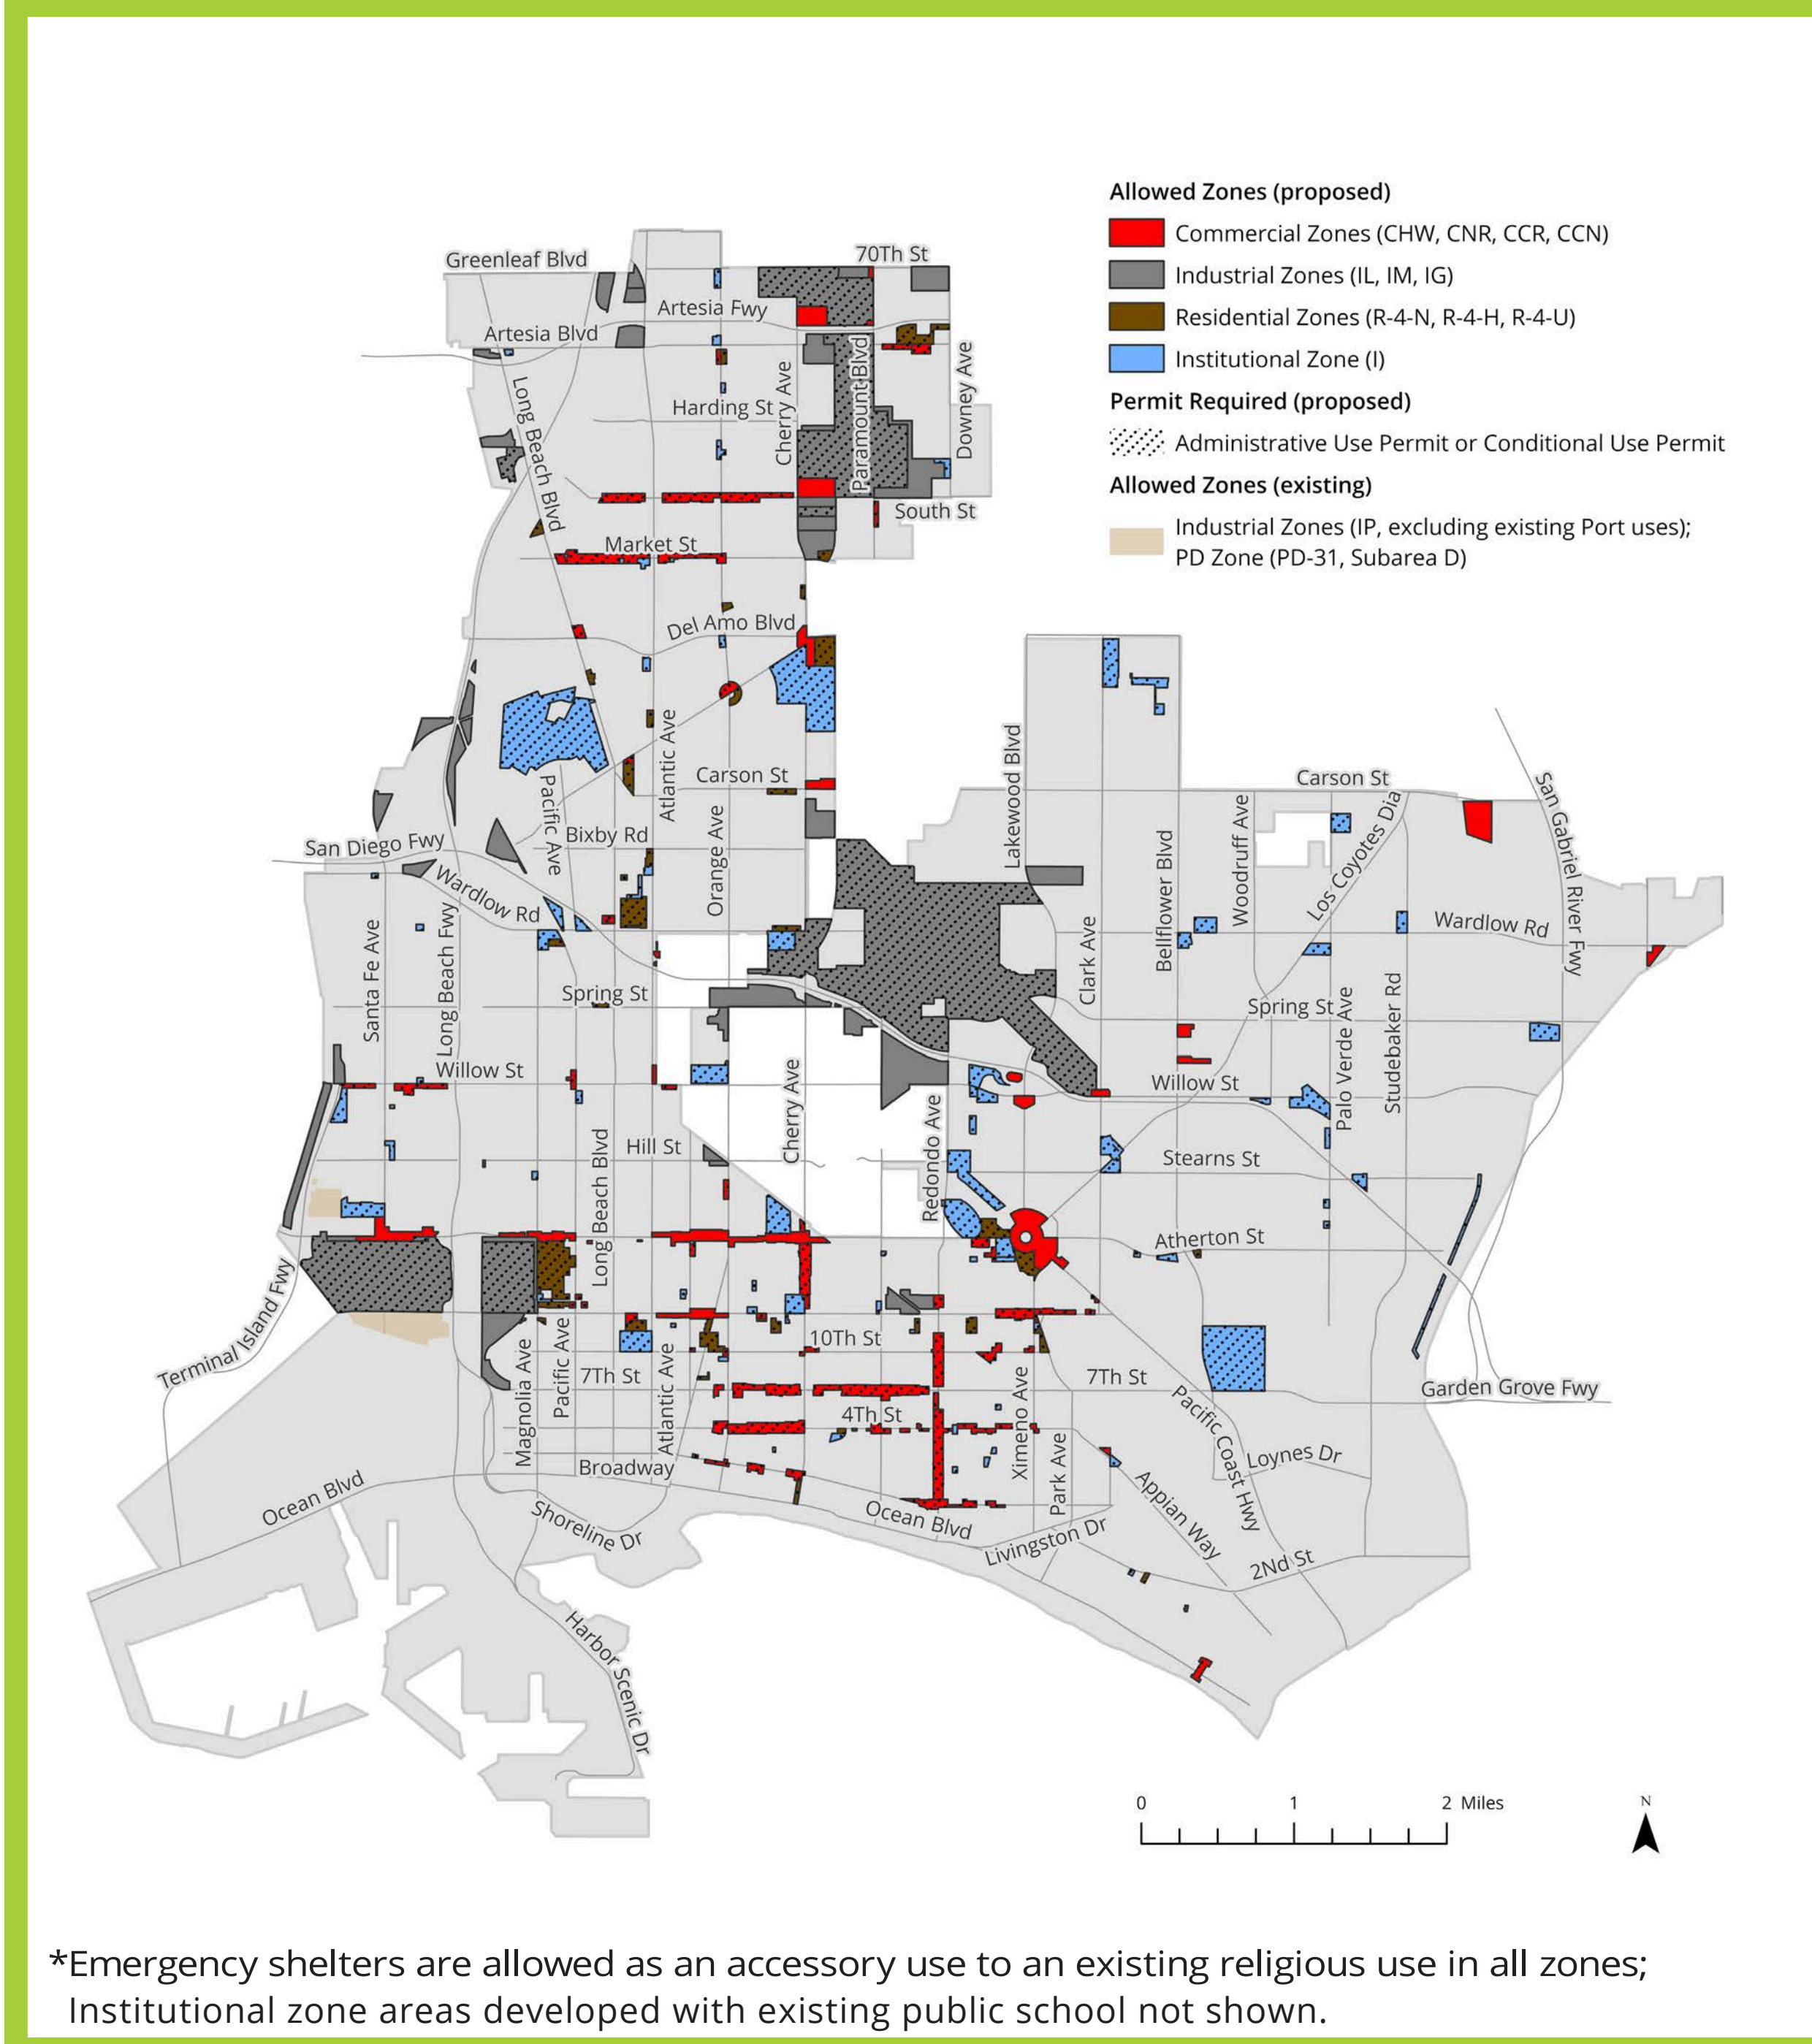 Allowed Zones (proposed)
Commercial Zones (CHW, CNR, CCR, CCN)
Industrial Zones (IL, IM, IG)
Residential Zones (R-4-N, R-4-H, R-4-U)
Institutional Zone (I)
Permit Required (proposed)
Administrative Use Permit or Conditional Use Permit
Allowed Zones (existing)
Industrial Zones (IP, excluding existing Port uses);
PD Zone (PD-31, Subarea D)
Greenleaf Blvd
70Th St
Artesia Fwy
Artesia Blvd
Long Beach Blvd
Harding St
Cherry Ave
Paramount Blvd
Downey Ave
South St
Market St
Del Amo Blvd
Atlantic Ave
Carson St
Pacific Ave
Bixby Rd
Orange Ave
San Diego Fwy
Wardlow Rd
Lakewood Blvd
Carson St
San Gabriel River Fwy
Los Coyotes Dia
Woodruff Ave
Bellflower Blvd
Wardlow Rd
Clark Ave
Santa Fe Ave
Long Beach Fwy
Spring St
Spring St
Palo Verde Ave
Studebaker Rd
Willow St
Willow St
Cherry Ave
Redondo Ave
Hill St
Stearns St
Long Beach Blvd
Atherton St
Terminal Island Fwy
Magnolia Ave
Pacific Ave
10Th St
7Th St
Atlantic Ave
7Th St
Garden Grove Fwy
4Th St
Ximeno Ave
Park Ave
Pacific Coast Hwy
Loynes Dr
Broadway
Ocean Blvd
Shoreline Dr
Ocean Blvd
Appian Way
Livingston Dr
2Nd St
Harbor Scenic Dr
0 1 2 Miles
N
*Emergency shelters are allowed as an accessory use to an existing religious use in all zones;
Institutional zone areas developed with existing public school not shown.